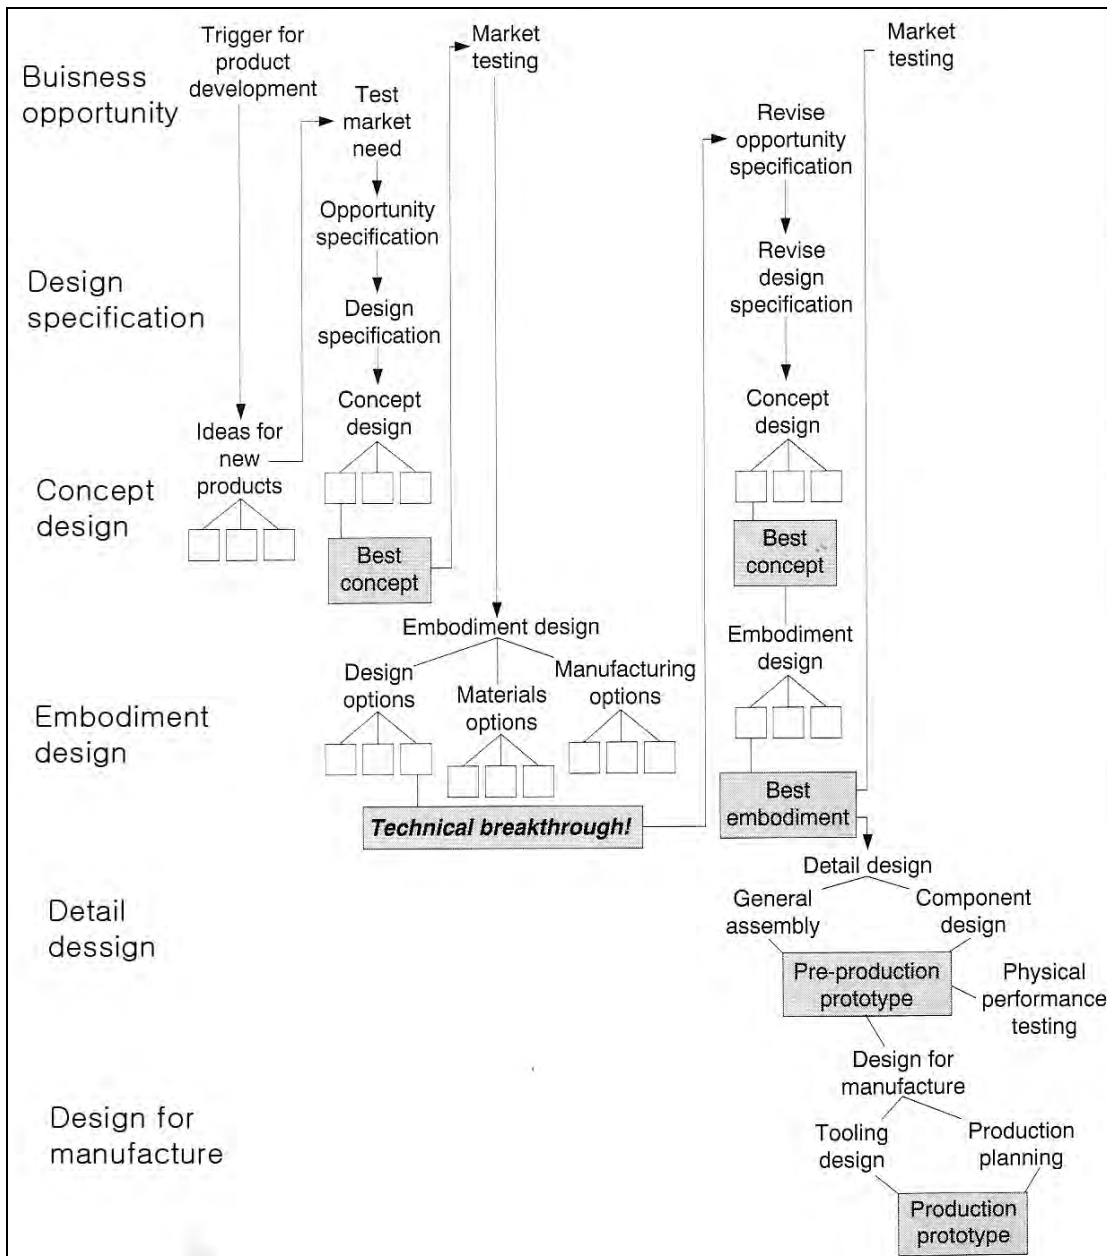 Buisness
opportunity
Trigger for
product
development
Test
market
need
Market
testing
Revise
opportunity
specification
Market
testing
Design
specification
Opportunity
specification
Design
specification
Revise
design
specification
Concept
design
Ideas for
new
products
Concept
design
Best
concept
Concept
design
Best
concept
Embodiment
design
Embodiment design
Design
options
Materials
options
Manufacturing
options
Technical breakthrough!
Embodiment
design
Best
embodiment
Detail
dessign
Detail design
General
assembly
Component
design
Pre-production
prototype
Physical
performance
testing
Design for
manufacture
Design for
manufacture
Tooling
design
Production
planning
Production
prototype